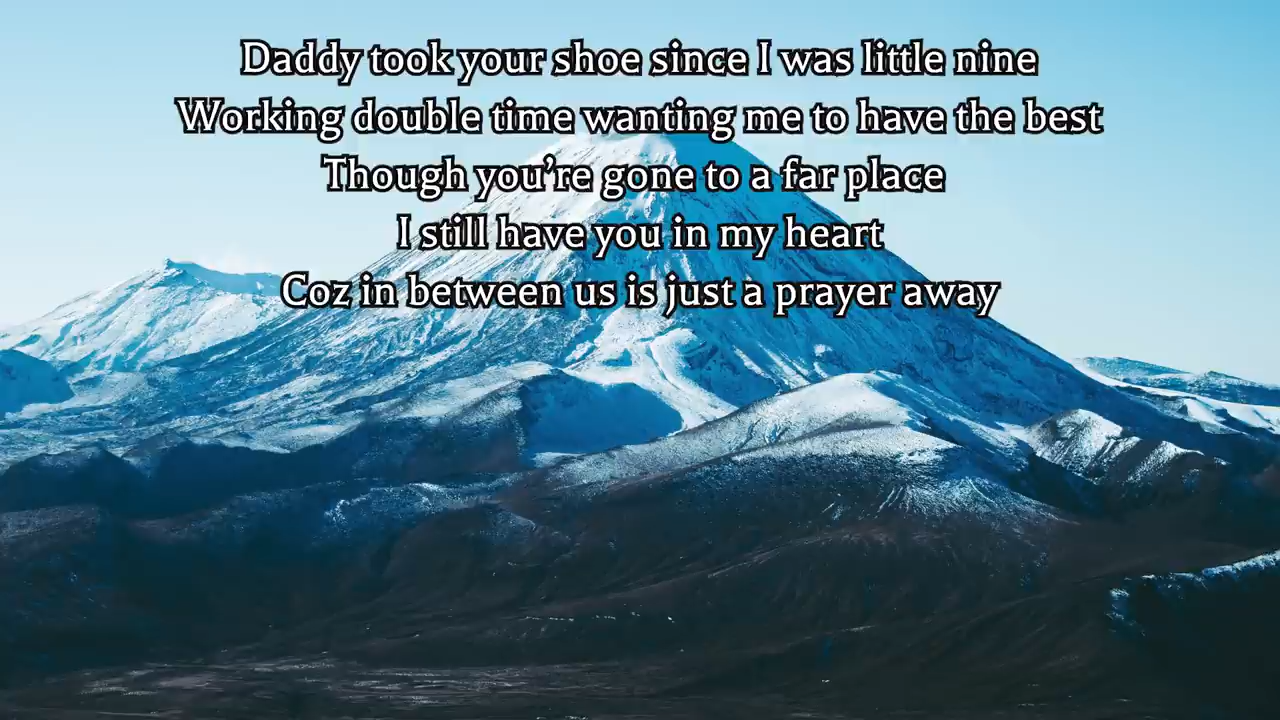 Daddy took your shoe since I was little nine
Working double time wanting me to have the best
Though you’re gone to a far place
I still have you in my heart
Coz in between us is just a prayer away